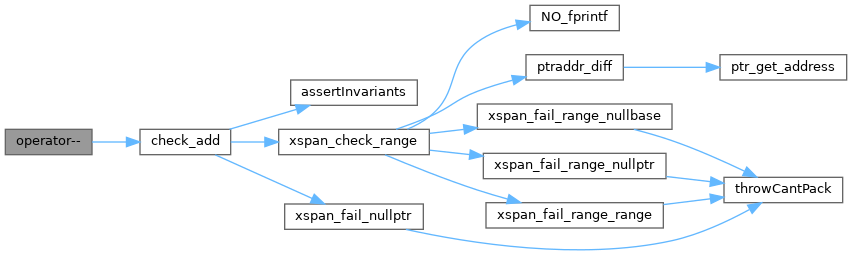 operator--
check_add
assertInvariants
xspan_check_range
xspan_fail_nullptr
NO_fprintf
ptraddr_diff
xspan_fail_range_nullbase
xspan_fail_range_nullptr
xspan_fail_range_range
ptr_get_address
throwCantPack